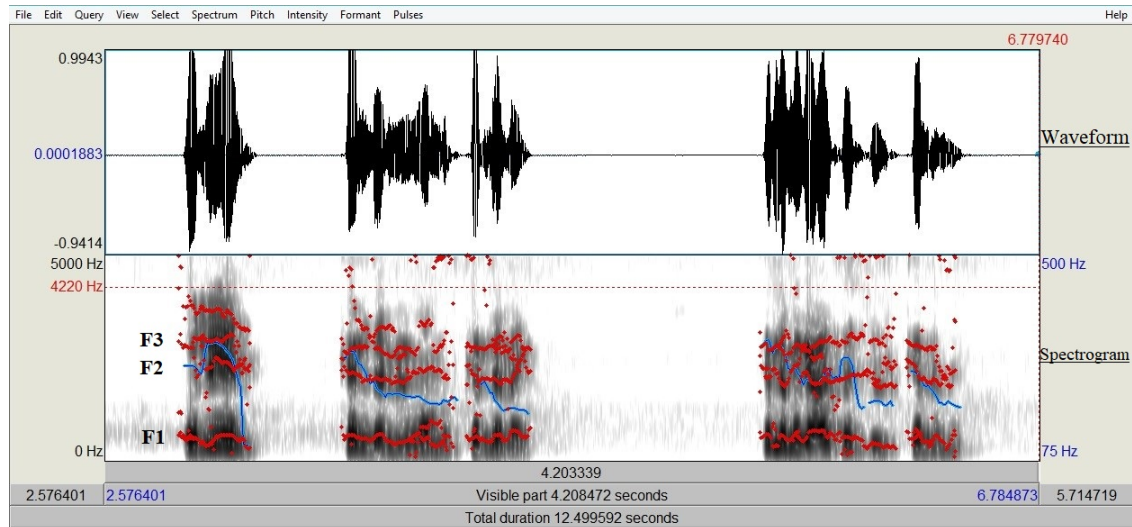 File Edit Query View Select Spectrum Pitch Intensity Formant Pulses Help
6.779740
0.9943
Waveform
0.0001883
-0.9414
5000 Hz 500 Hz
4220 Hz
F3
Spectrogram
F2
F1
0 Hz 75 Hz
4.203339
2.576401 2.576401 Visible part 4.208472 seconds 6.784873 5.714719
Total duration 12.499592 seconds